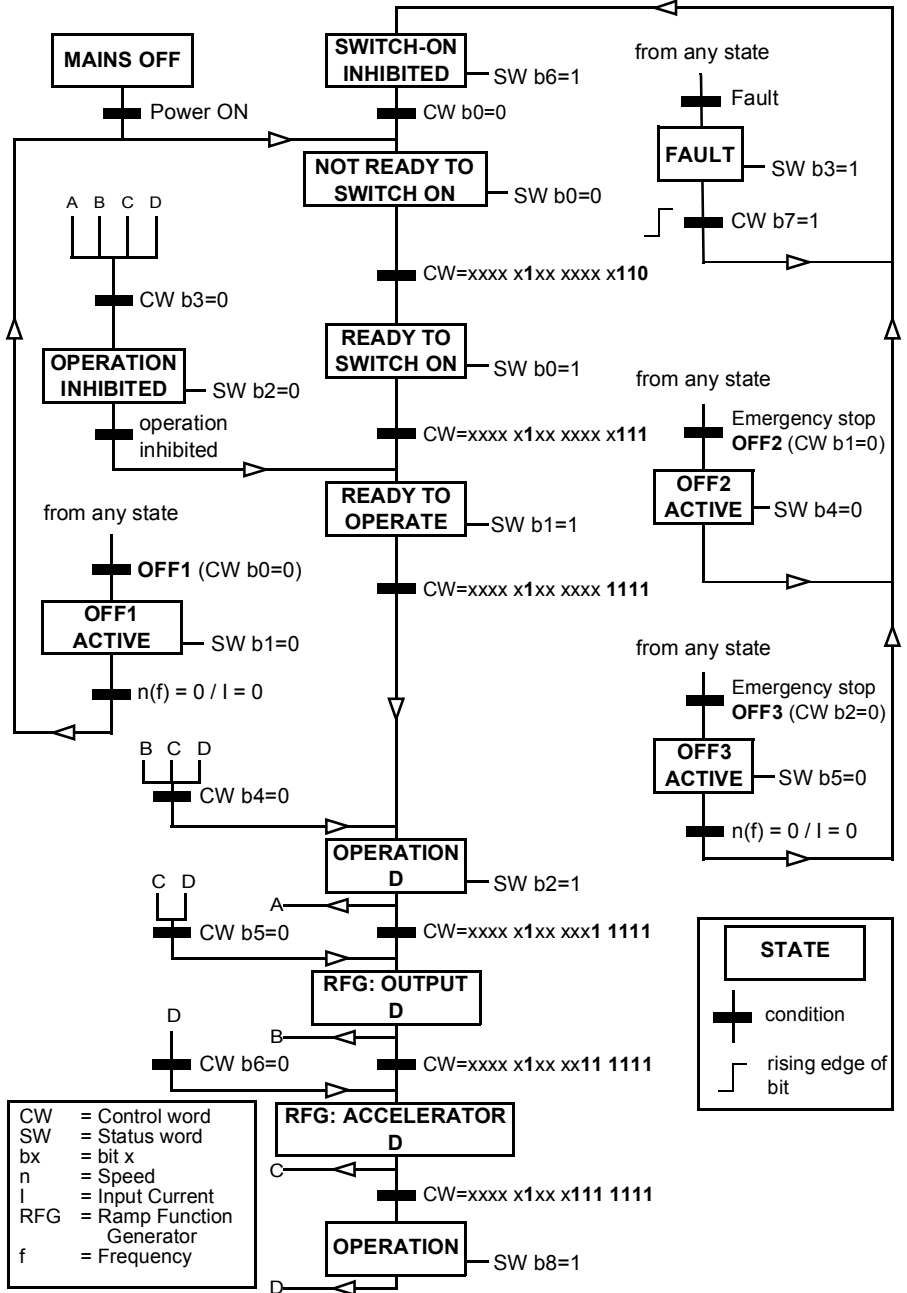 MAINS OFF
Power ON
SWITCH-ON
INHIBITED
SW b6=1
CW b0=0
from any state
Fault
FAULT
SW b3=1
CW b7=1
NOT READY TO
SWITCH ON
SW b0=0
A B C D
CW b3=0
CW=xxxx x1xx xxxx x110
OPERATION
INHIBITED
SW b2=0
operation
inhibited
READY TO
SWITCH ON
SW b0=1
CW=xxxx x1xx xxxx x111
from any state
Emergency stop
OFF2 (CW b1=0)
OFF2
ACTIVE
SW b4=0
READY TO
OPERATE
SW b1=1
CW=xxxx x1xx xxxx 1111
from any state
OFF1 (CW b0=0)
OFF1
ACTIVE
SW b1=0
n(f) = 0 / I = 0
from any state
Emergency stop
OFF3 (CW b2=0)
OFF3
ACTIVE
SW b5=0
n(f) = 0 / I = 0
B C D
CW b4=0
OPERATION
D
SW b2=1
A
C D
CW b5=0
CW=xxxx x1xx xxx1 1111
RFG: OUTPUT
D
B
D
CW b6=0
CW=xxxx x1xx xx11 1111
RFG: ACCELERATOR
D
C
CW=xxxx x1xx x111 1111
OPERATION
SW b8=1
D
STATE
condition
rising edge of
bit
CW = Control word
SW = Status word
bx = bit x
n = Speed
I = Input Current
RFG = Ramp Function
Generator
f = Frequency